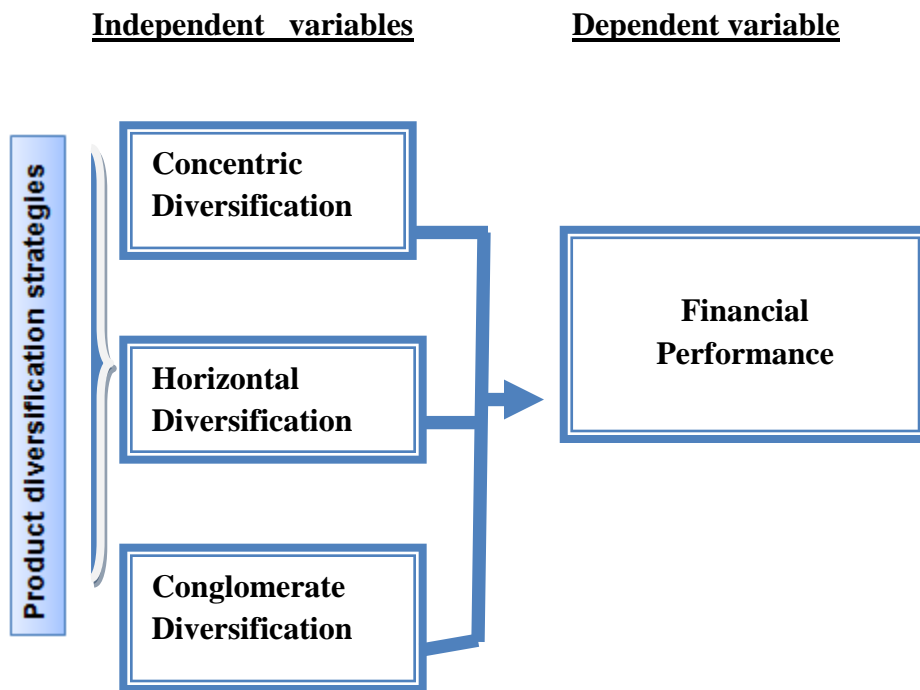 Independent variables
Dependent variable
Product diversification strategies
Concentric
Diversification
Horizontal
Diversification
Conglomerate
Diversification
Financial
Performance